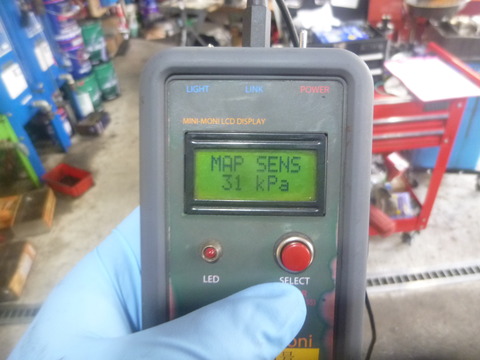 LIGHT LINK POWER
MINI-MONI LCD DISPLAY
MAP SENS
31 kPa
LED SELECT